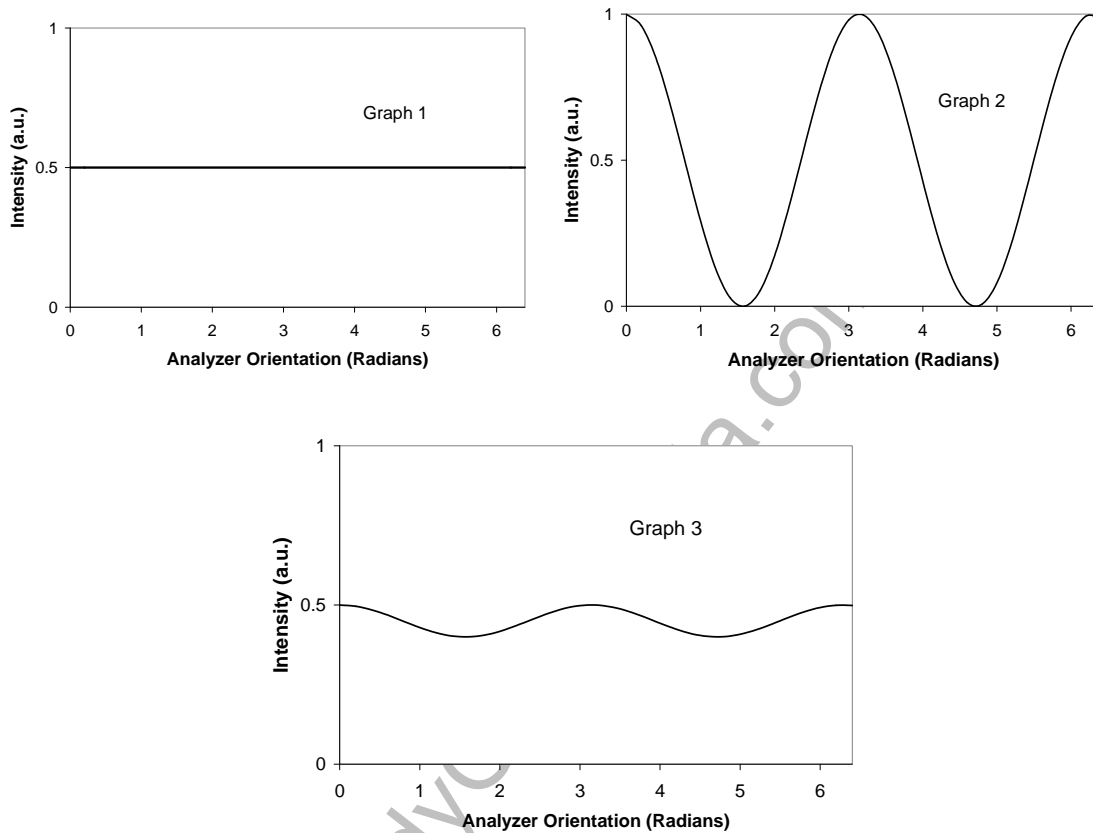 Graph 1
Intensity (a.u.)
1
0.5
0
0 1 2 3 4 5 6
Analyzer Orientation (Radians)
Graph 2
Intensity (a.u.)
1
0.5
0
0 1 2 3 4 5 6
Analyzer Orientation (Radians)
Graph 3
Intensity (a.u.)
1
0.5
0
0 1 2 3 4 5 6
Analyzer Orientation (Radians)